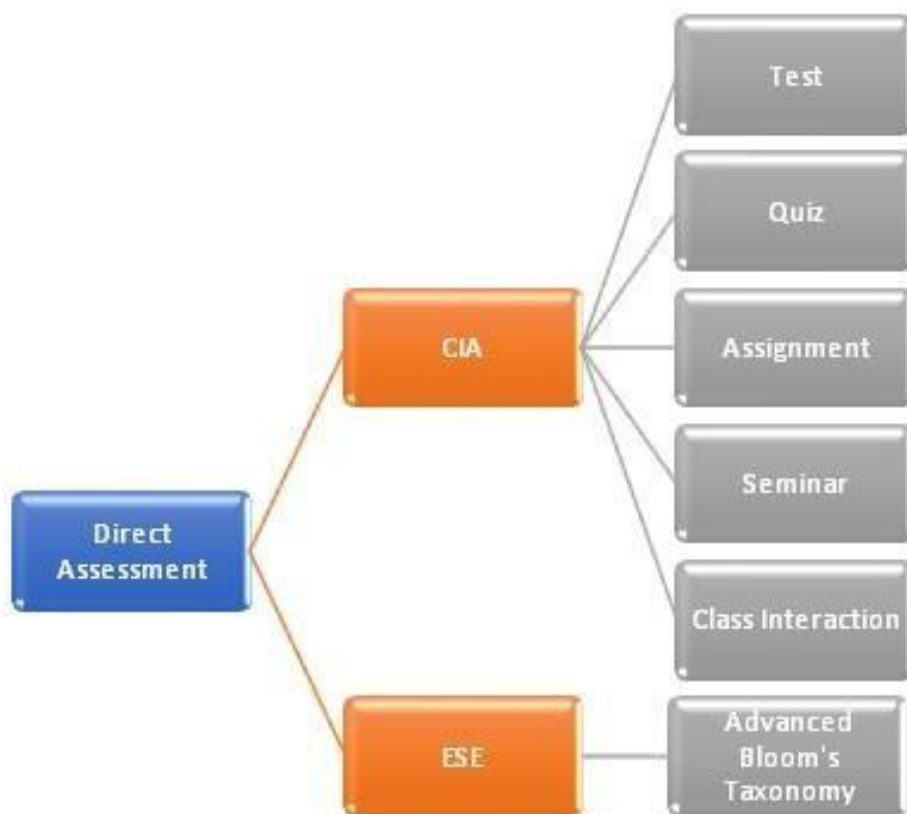 Test
Quiz
CIA
Assignment
Seminar
Direct
Assessment
Class Interaction
ESE
Advanced
Bloom's
Taxonomy